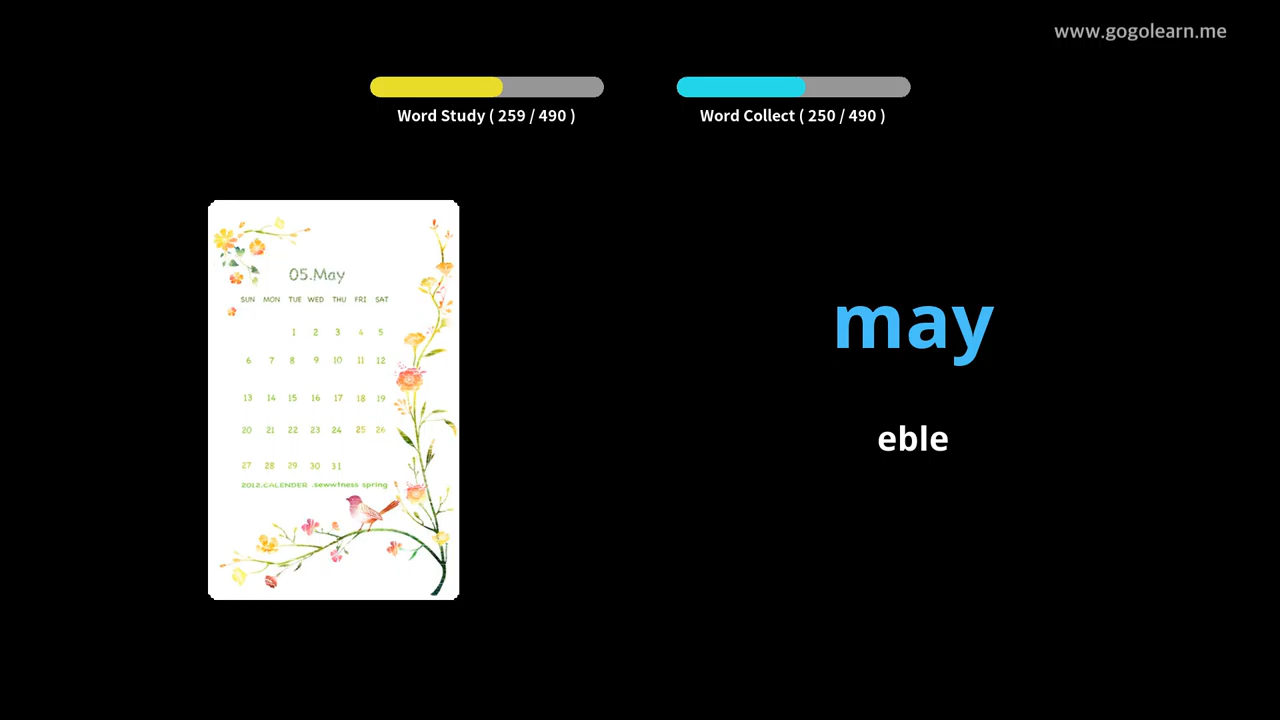 www.gogolearn.me
Word Study ( 259 / 490 )
Word Collect ( 250 / 490 )
05.May
SUN MON TUE WED THU FRI SAT
1 2 3 4 5
6 7 8 9 10 11 12
13 14 15 16 17 18 19
20 21 22 23 24 25 26
27 28 29 30 31
2012.CALENDER .sewwtness spring
may
eble